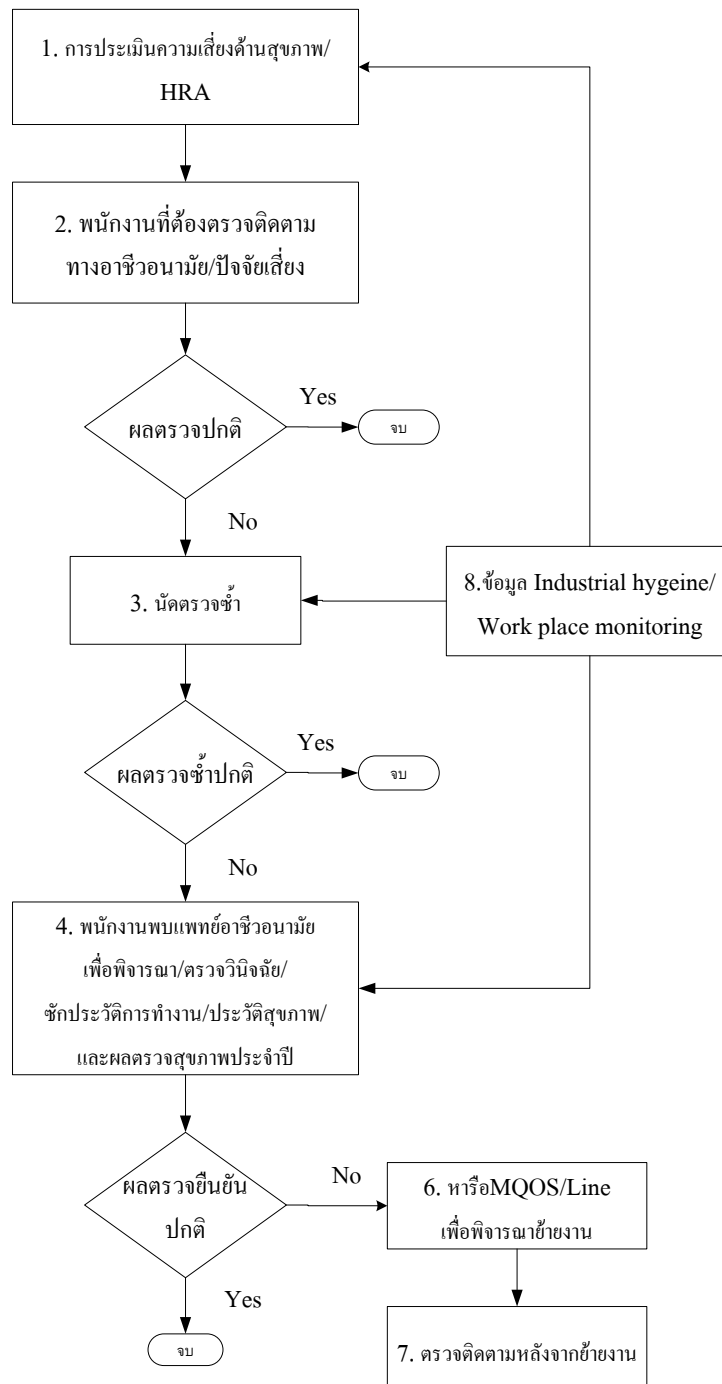 1. การประเมินความเสี่ยงด้านสุขภาพ/
HRA
2. พนักงานที่ต้องตรวจติดตาม
ทางอาชีวอนามัย/ปัจจัยเสี่ยง
Yes
ผลตรวจปกติ
จบ
No
3. นัดตรวจซ้ำ
8.ข้อมูล Industrial hygeine/
Work place monitoring
Yes
ผลตรวจซ้ำปกติ
จบ
No
4. พนักงานพบแพทย์อาชีวอนามัย
เพื่อพิจารณา/ตรวจวินิจฉัย/
ซักประวัติการทำงาน/ประวัติสุขภาพ/
และผลตรวจสุขภาพประจำปี
ผลตรวจยืนยัน
ปกติ
No
6. หารือMQOS/Line
เพื่อพิจารณาย้ายงาน
Yes
จบ
7. ตรวจติดตามหลังจากย้ายงาน